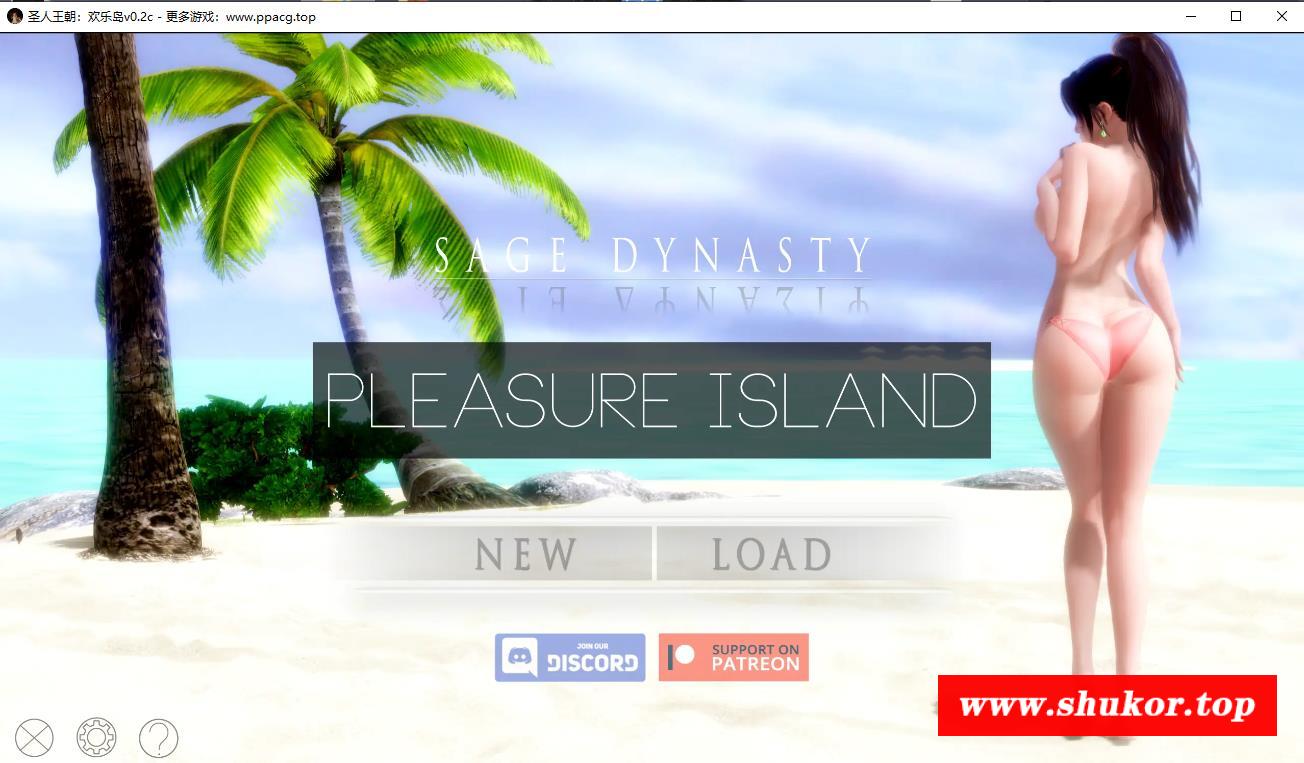 圣人王朝：欢乐岛v0.2c - 更多游戏：www.ppacg.top
SAGE DYNASTY
PLEASURE ISLAND
NEW
LOAD
JOIN OUR
DISCORD
SUPPORT ON
PATREON
www.shukor.top
?